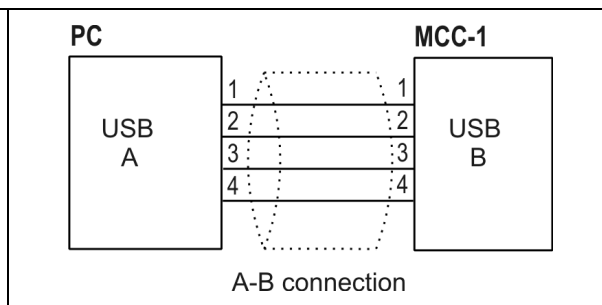 PC
MCC-1
1 1
2 2
USB USB
A B
3 3
4 4
A-B connection